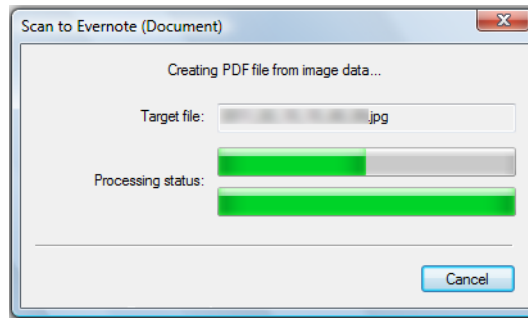 Scan to Evernote (Document)
Creating PDF file from image data...
Target file: .jpg
Processing status:
Cancel